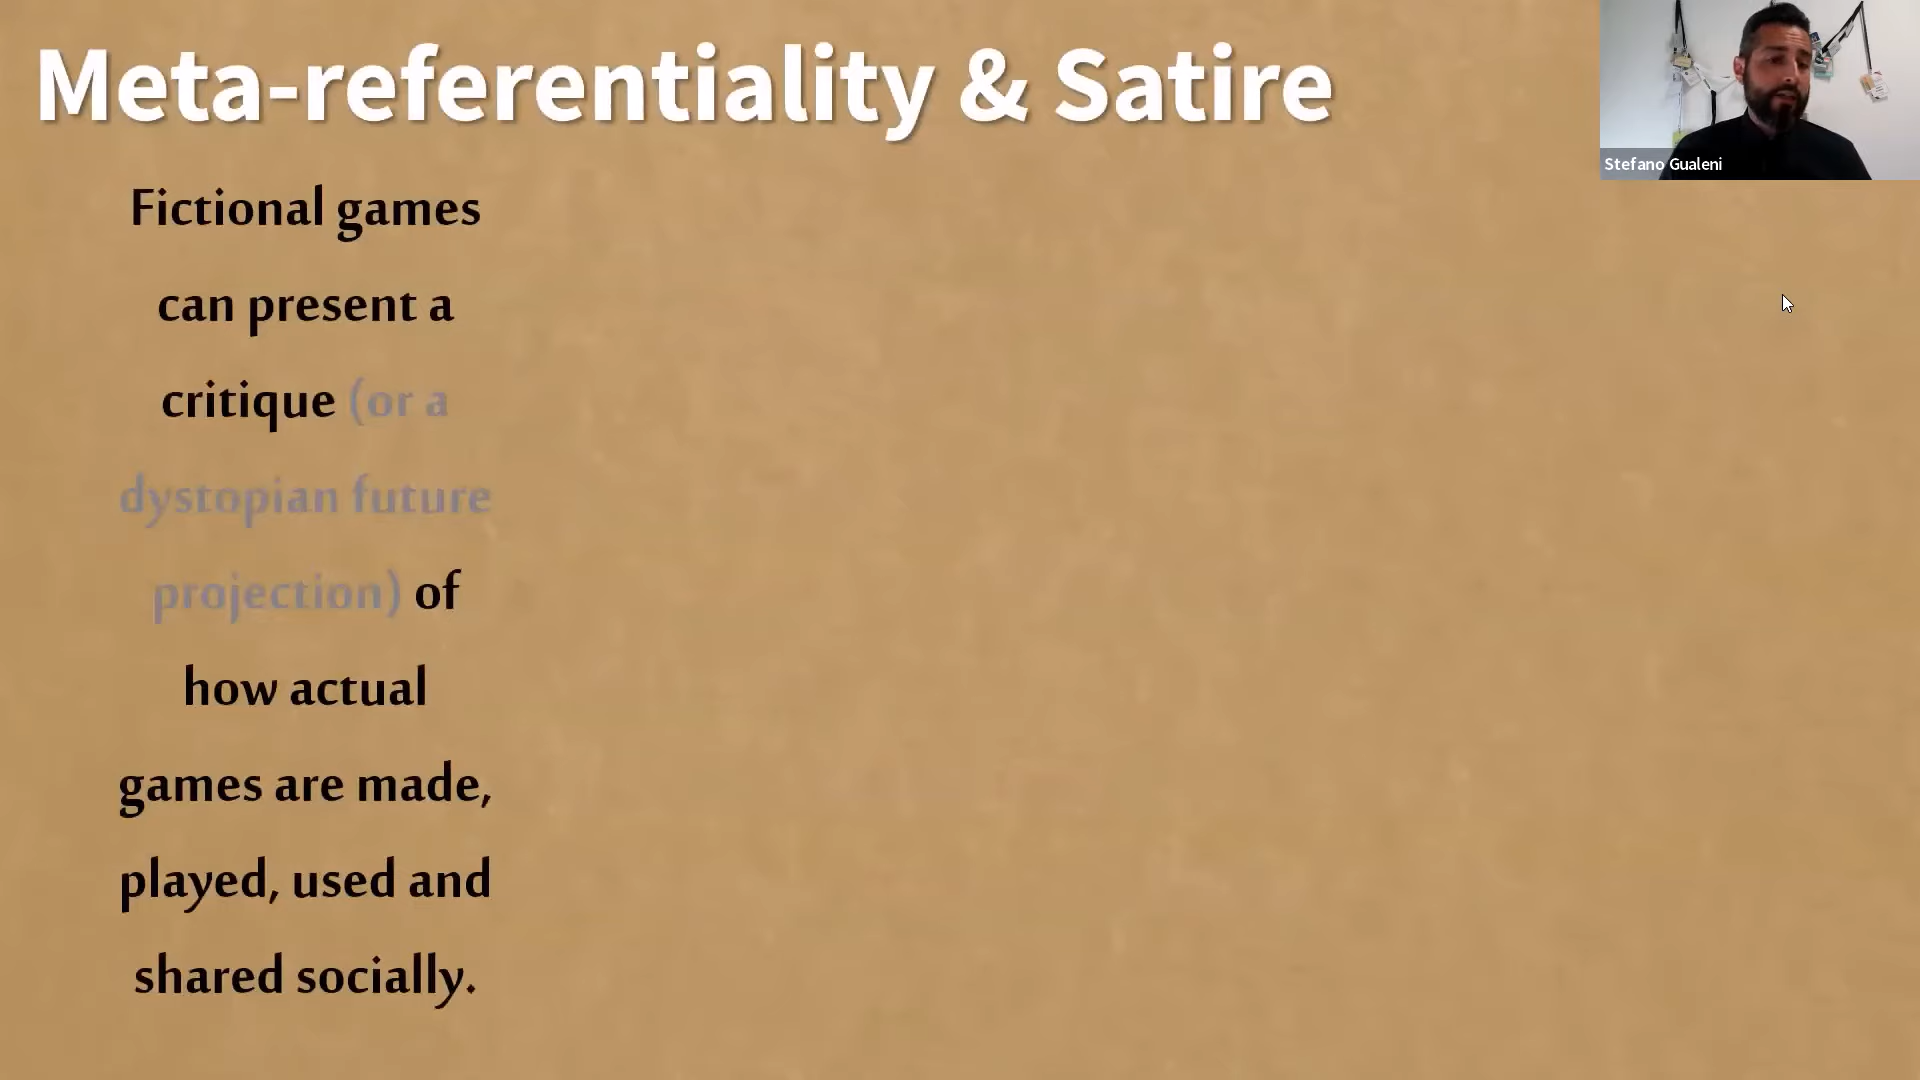 Meta-referentiality & Satire
Stefano Gualeni
Fictional games
can present a
critique (or a
dystopian future
projection) of
how actual
games are made,
played, used and
shared socially.